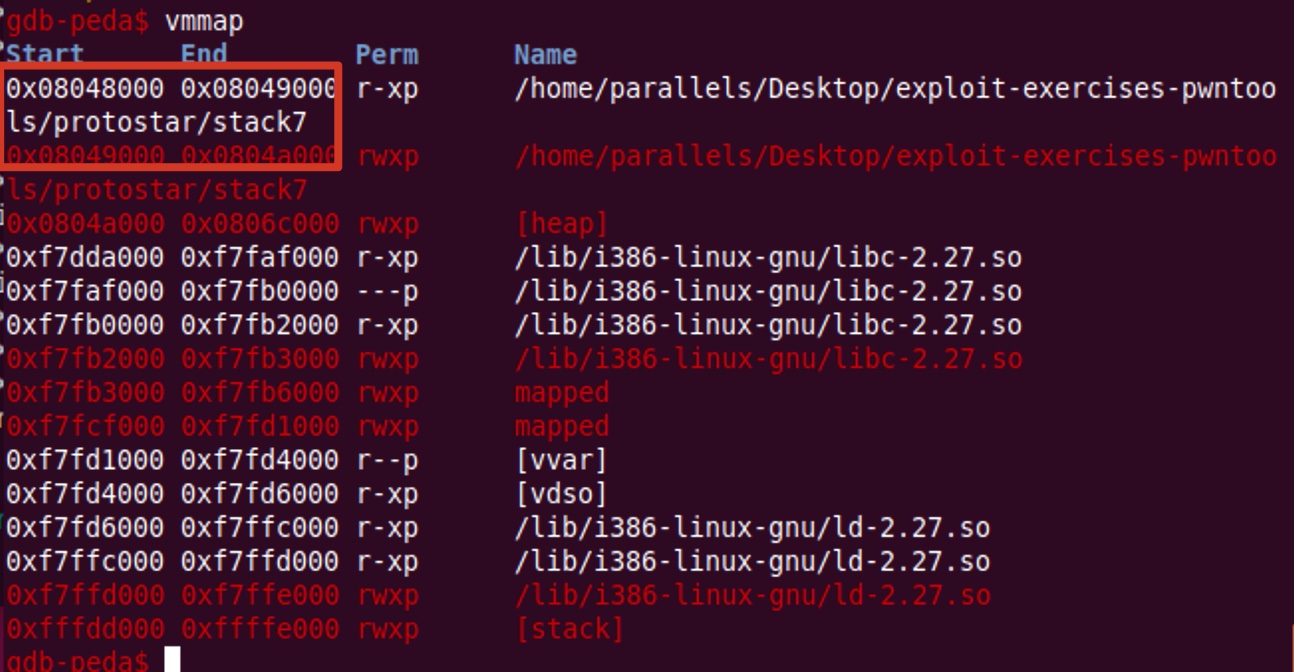 gdb-peda$ vmmap
Start End Perm Name
0x08048000 0x08049000 r-xp /home/parallels/Desktop/exploit-exercises-pwntoo
ls/protostar/stack7
0x08049000 0x0804a000 rwxp /home/parallels/Desktop/exploit-exercises-pwntoo
ls/protostar/stack7
0x0804a000 0x0806c000 rwxp [heap]
0xf7dda000 0xf7faf000 r-xp /lib/i386-linux-gnu/libc-2.27.so
0xf7faf000 0xf7fb0000 ---p /lib/i386-linux-gnu/libc-2.27.so
0xf7fb0000 0xf7fb2000 r-xp /lib/i386-linux-gnu/libc-2.27.so
0xf7fb2000 0xf7fb3000 rwxp /lib/i386-linux-gnu/libc-2.27.so
0xf7fb3000 0xf7fb6000 rwxp mapped
0xf7fcf000 0xf7fd1000 rwxp mapped
0xf7fd1000 0xf7fd4000 r--p [vvar]
0xf7fd4000 0xf7fd6000 r-xp [vdso]
0xf7fd6000 0xf7ffc000 r-xp /lib/i386-linux-gnu/ld-2.27.so
0xf7ffc000 0xf7ffd000 r-xp /lib/i386-linux-gnu/ld-2.27.so
0xf7ffd000 0xf7ffe000 rwxp /lib/i386-linux-gnu/ld-2.27.so
0xfffdd000 0xffffe000 rwxp [stack]
gdb-peda$